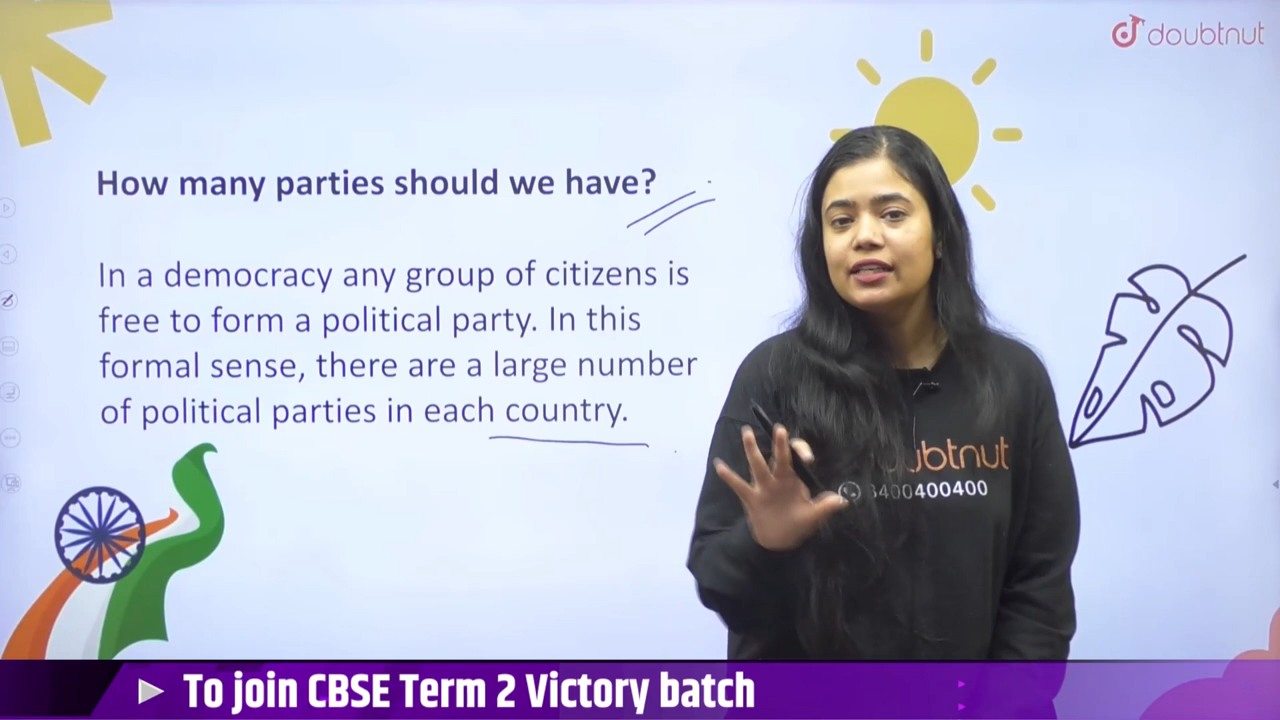 doubtnut
How many parties should we have?
In a democracy any group of citizens is
free to form a political party. In this
formal sense, there are a large number
of political parties in each country.
ubtnut
400400400
To join CBSE Term 2 Victory batch